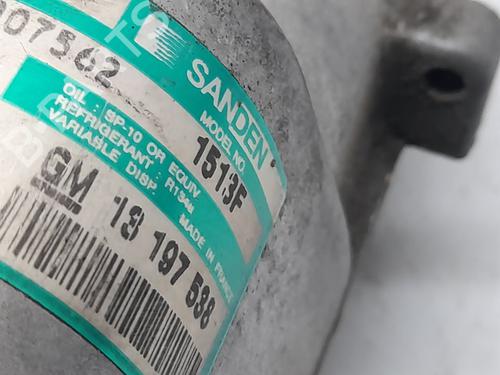 007562
SANDEN
MODEL NO.
1513F
OIL : SP-10 OR EQUIV.
REFRIGERANT : R134a
VARIABLE DISP.
MADE IN FRANCE
GM 13 197 538